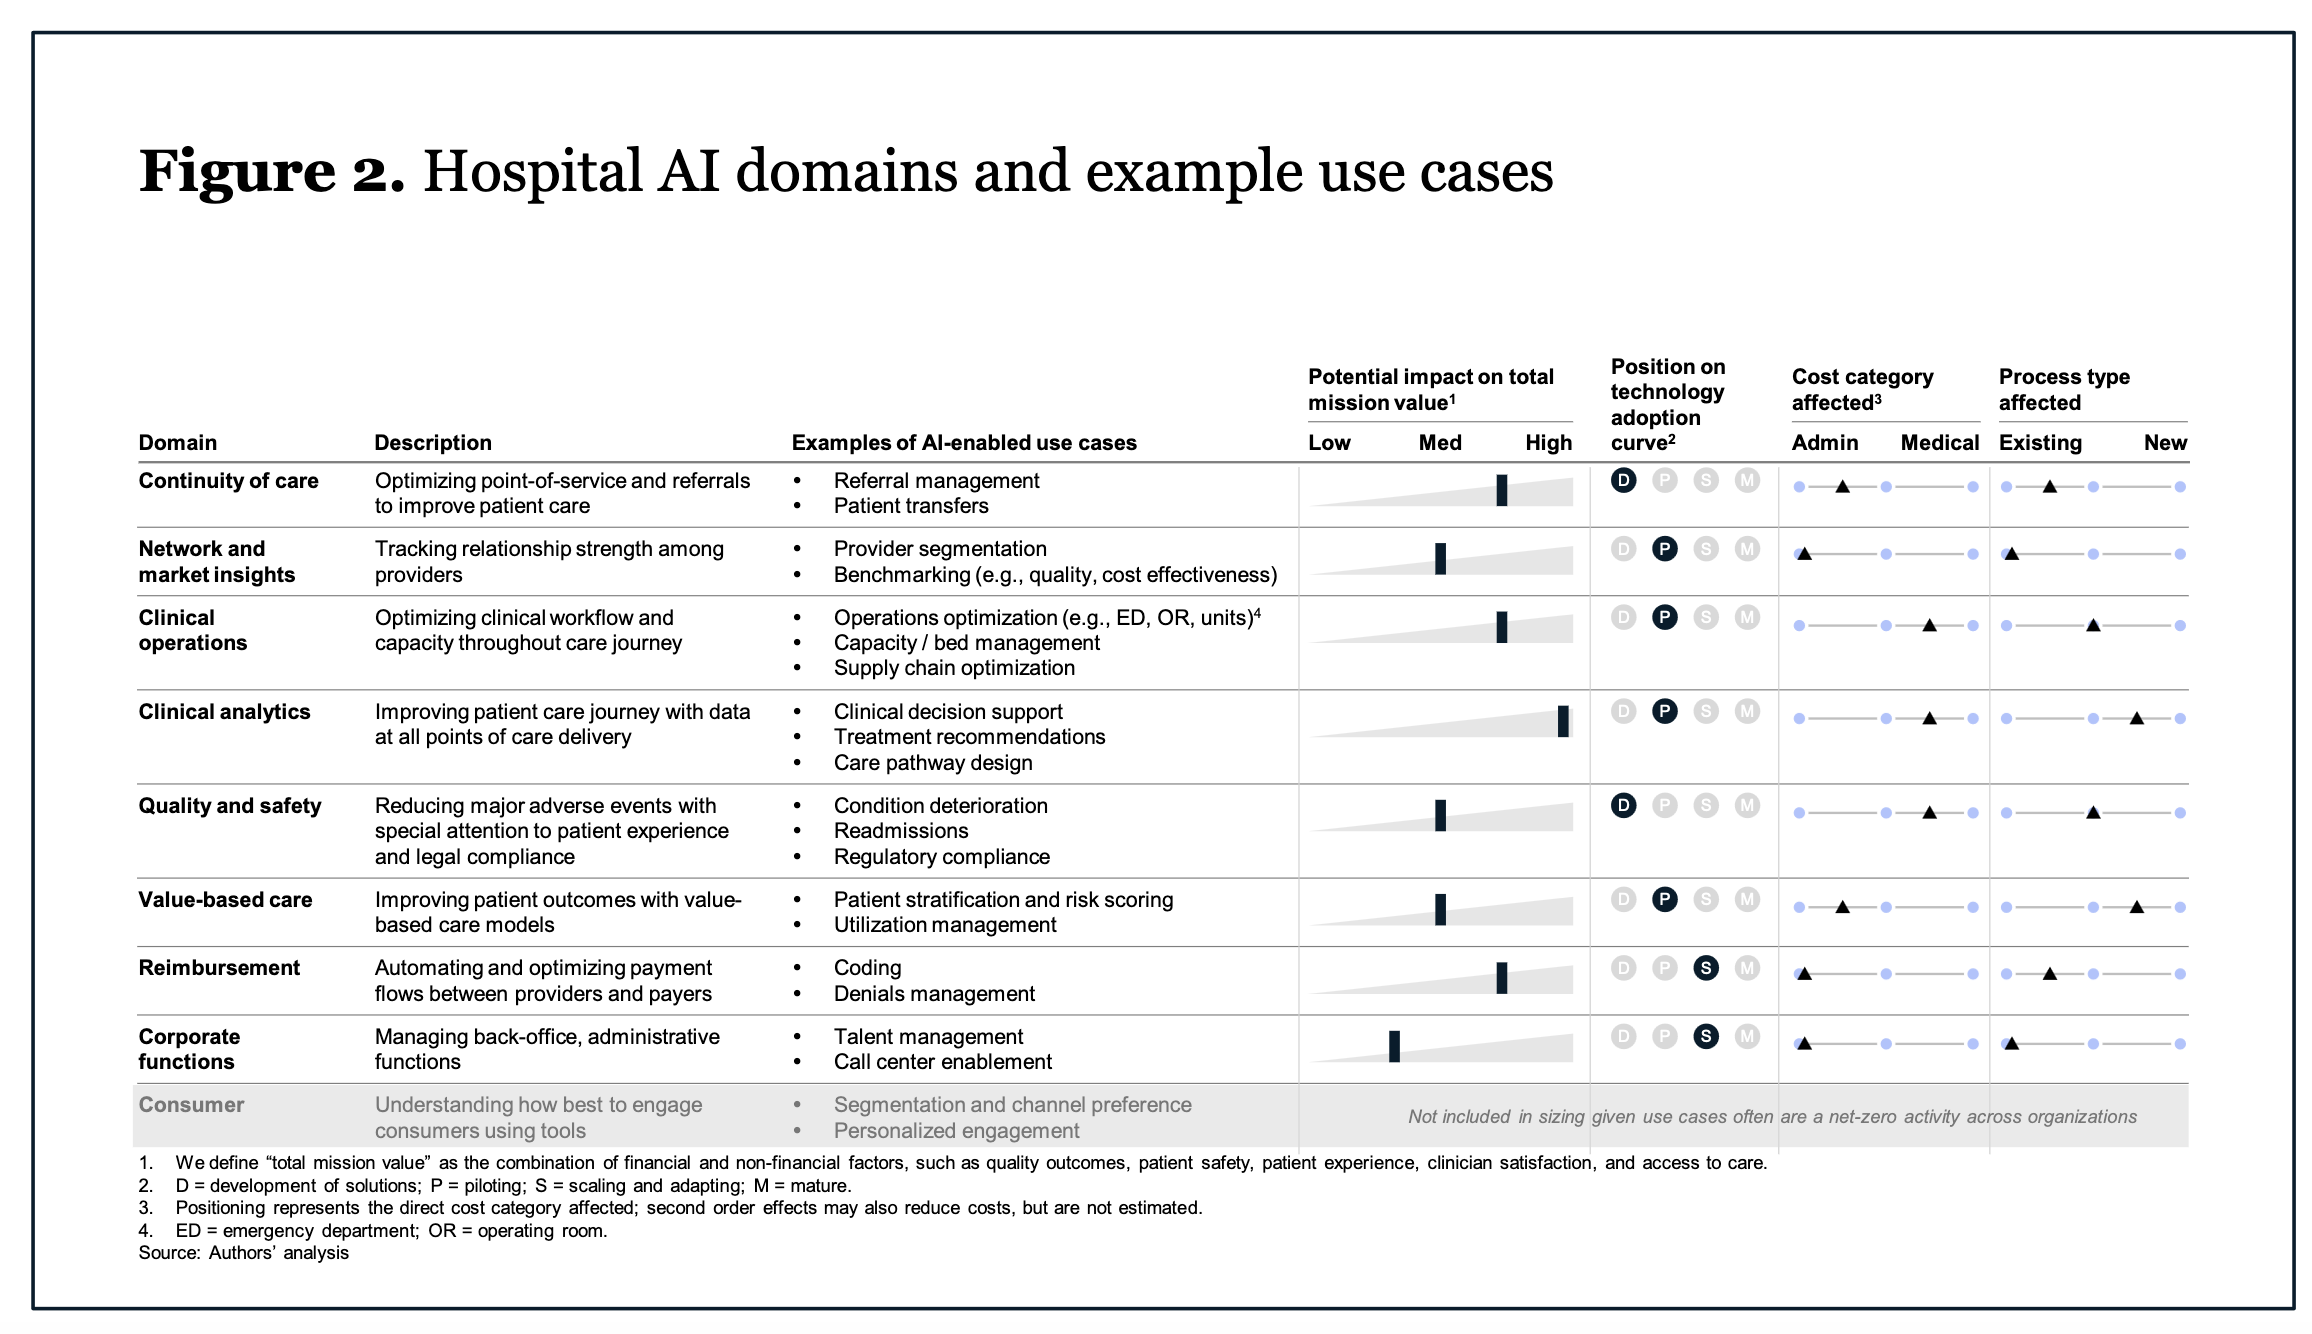 Figure 2. Hospital AI domains and example use cases
Potential impact on total
mission value¹
Position on
technology
adoption
curve²
Cost category
affected³
Process type
affected
Domain Description Examples of AI-enabled use cases Low Med High Admin Medical Existing New
Continuity of care
Optimizing point-of-service and referrals
to improve patient care
• Referral management
• Patient transfers
D P S M
Network and
market insights
Tracking relationship strength among
providers
• Provider segmentation
• Benchmarking (e.g., quality, cost effectiveness)
D P S M
Clinical
operations
Optimizing clinical workflow and
capacity throughout care journey
• Operations optimization (e.g., ED, OR, units)⁴
• Capacity / bed management
• Supply chain optimization
D P S M
Clinical analytics
Improving patient care journey with data
at all points of care delivery
• Clinical decision support
• Treatment recommendations
• Care pathway design
D P S M
Quality and safety
Reducing major adverse events with
special attention to patient experience
and legal compliance
• Condition deterioration
• Readmissions
• Regulatory compliance
D P S M
Value-based care
Improving patient outcomes with value-
based care models
• Patient stratification and risk scoring
• Utilization management
D P S M
Reimbursement
Automating and optimizing payment
flows between providers and payers
• Coding
• Denials management
D P S M
Corporate
functions
Managing back-office, administrative
functions
• Talent management
• Call center enablement
D P S M
Consumer
Understanding how best to engage
consumers using tools
• Segmentation and channel preference
• Personalized engagement
Not included in sizing given use cases often are a net-zero activity across organizations
1. We define “total mission value” as the combination of financial and non-financial factors, such as quality outcomes, patient safety, patient experience, clinician satisfaction, and access to care.
2. D = development of solutions; P = piloting; S = scaling and adapting; M = mature.
3. Positioning represents the direct cost category affected; second order effects may also reduce costs, but are not estimated.
4. ED = emergency department; OR = operating room.
Source: Authors’ analysis